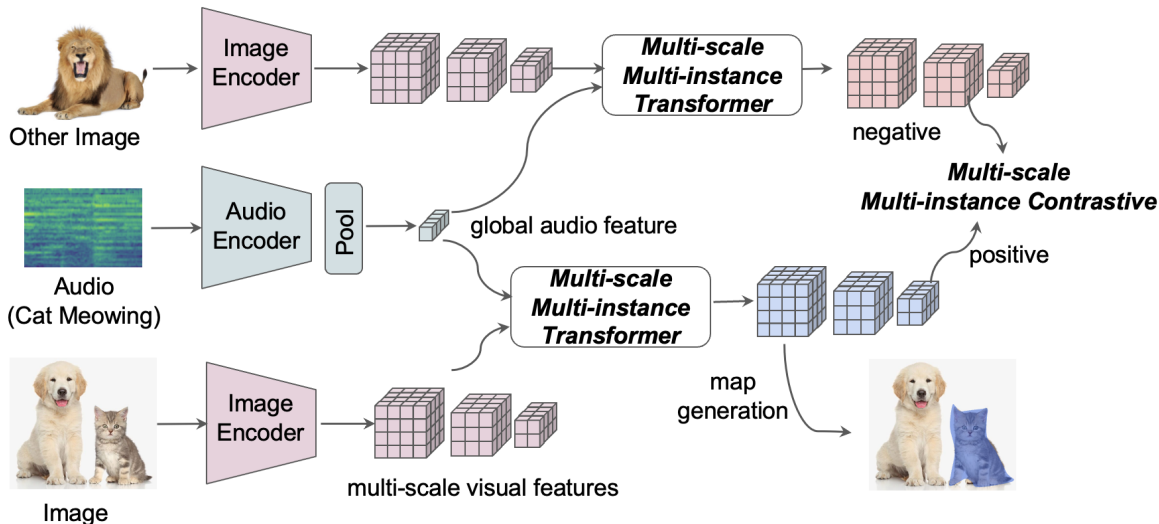 Image
Encoder
Multi-scale
Multi-instance
Transformer
Other Image
negative
Multi-scale
Multi-instance Contrastive
Audio
Encoder
Pool
global audio feature
positive
Audio
(Cat Meowing)
Multi-scale
Multi-instance
Transformer
Image
Encoder
map
generation
multi-scale visual features
Image